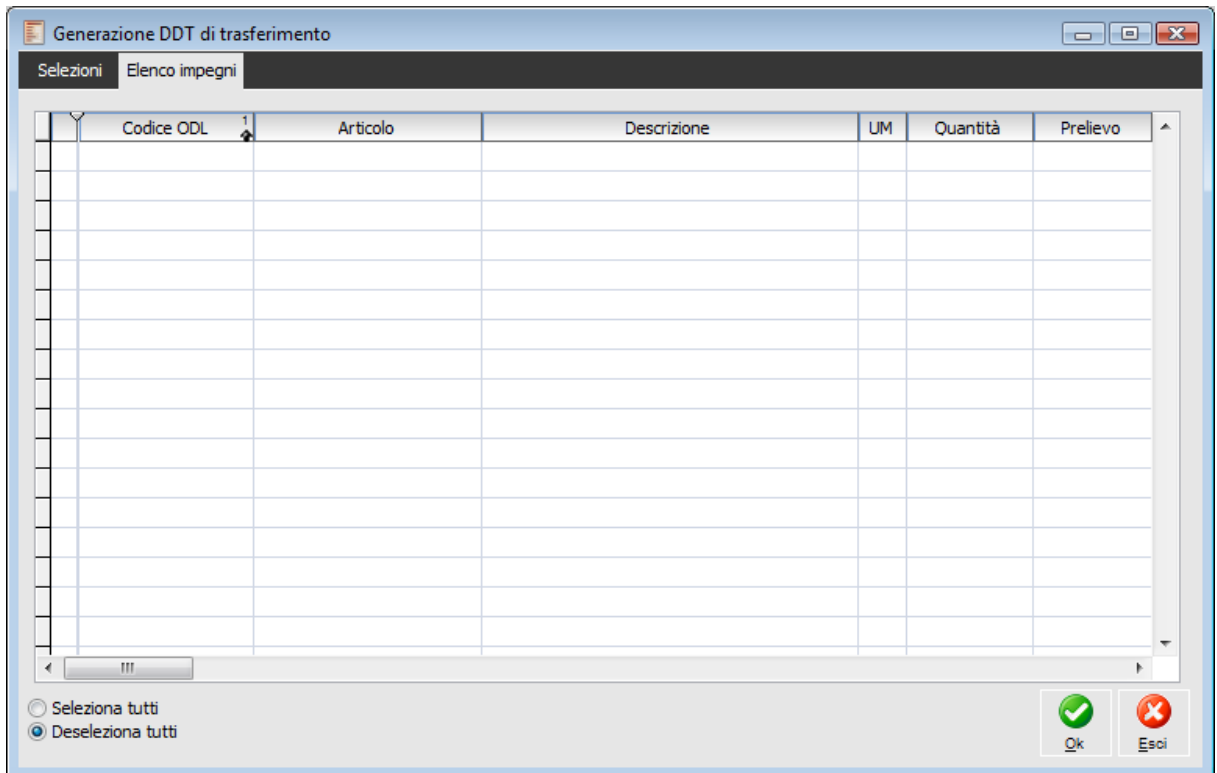 Generazione DDT di trasferimento
Selezioni Elenco impegni
Codice ODL 1 Articolo Descrizione UM Quantità Prelievo
Seleziona tutti
Deseleziona tutti
Ok Esci